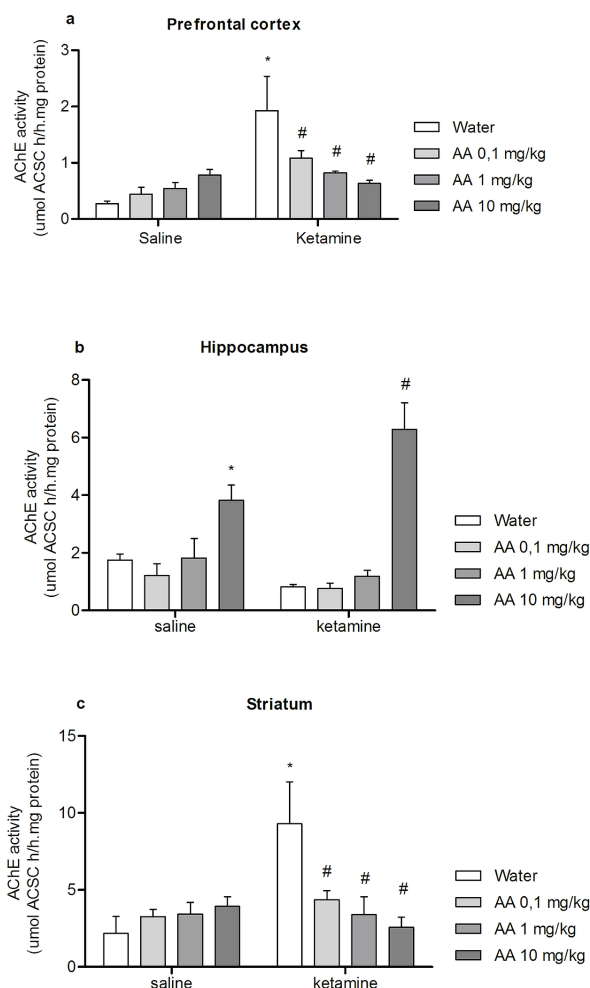 a
Prefrontal cortex
AChE activity
(umol ACSC h/h.mg protein)
3
2
1
0
*
#
#
#
Saline
Ketamine
Water
AA 0,1 mg/kg
AA 1 mg/kg
AA 10 mg/kg
b
Hippocampus
AChE activity
(umol ACSC h/h.mg protein)
8
6
4
2
0
*
#
saline
ketamine
Water
AA 0,1 mg/kg
AA 1 mg/kg
AA 10 mg/kg
c
Striatum
AChE activity
(umol ACSC h/h.mg protein)
15
10
5
0
*
#
#
#
saline
ketamine
Water
AA 0,1 mg/kg
AA 1 mg/kg
AA 10 mg/kg